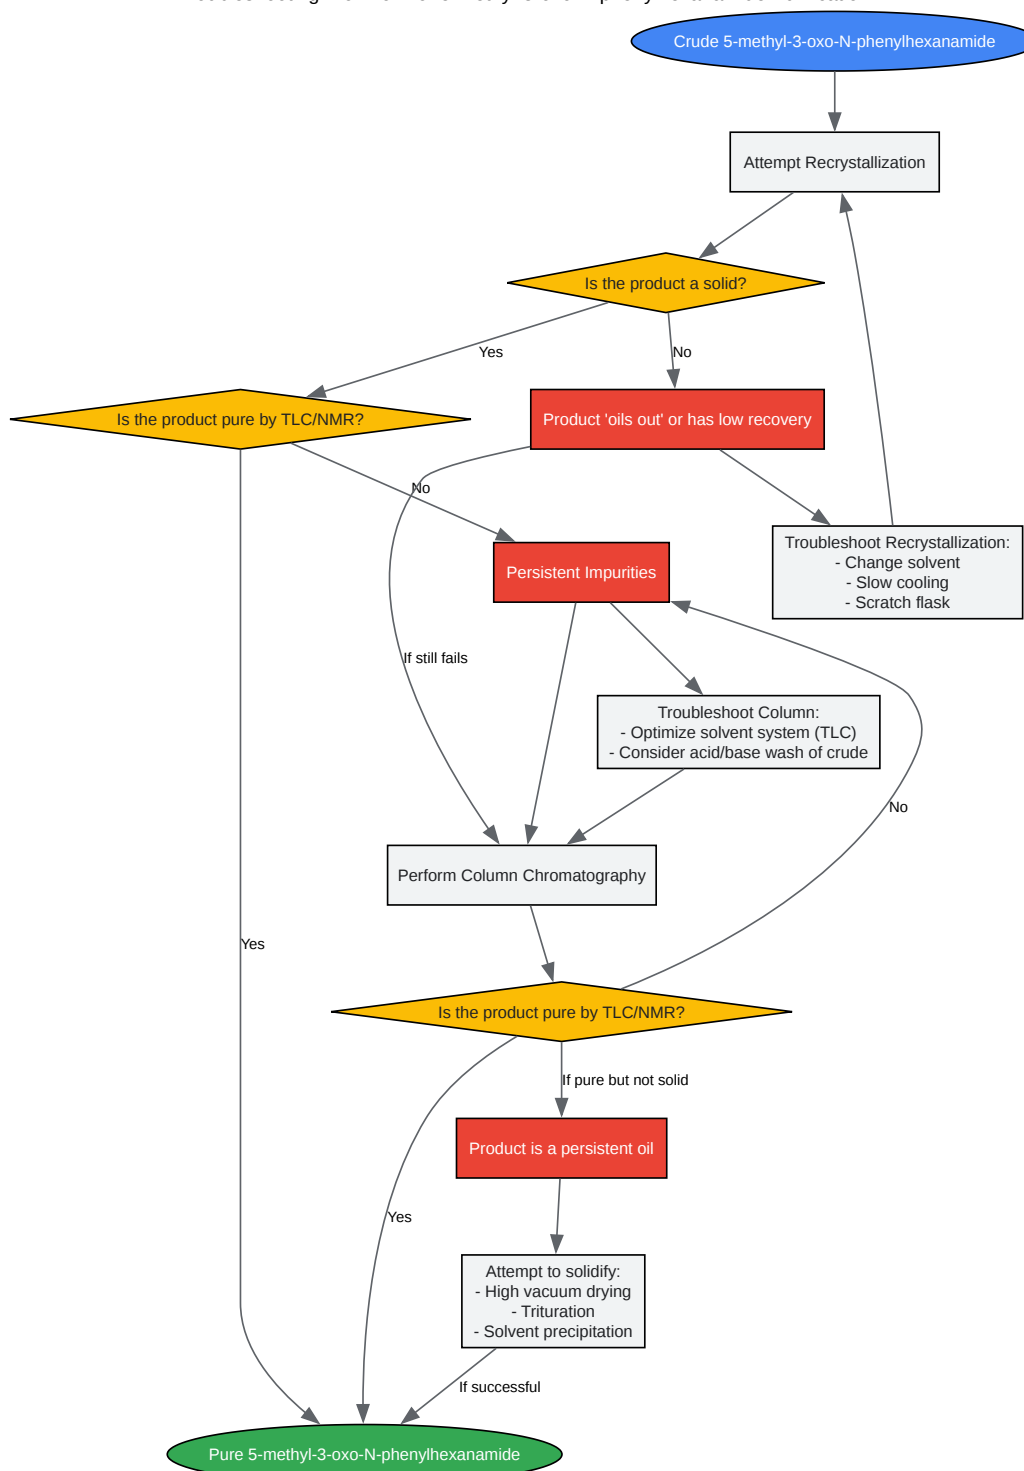 Crude 5-methyl-3-oxo-N-phenylhexanamide
Attempt Recrystallization
Is the product a solid?
Yes
No
Is the product pure by TLC/NMR?
Product 'oils out' or has low recovery
No
Troubleshoot Recrystallization:
- Change solvent
- Slow cooling
- Scratch flask
Persistent Impurities
If still fails
Troubleshoot Column:
- Optimize solvent system (TLC)
- Consider acid/base wash of crude
No
Perform Column Chromatography
Yes
Is the product pure by TLC/NMR?
If pure but not solid
Product is a persistent oil
Yes
Attempt to solidify:
- High vacuum drying
- Trituration
- Solvent precipitation
If successful
Pure 5-methyl-3-oxo-N-phenylhexanamide